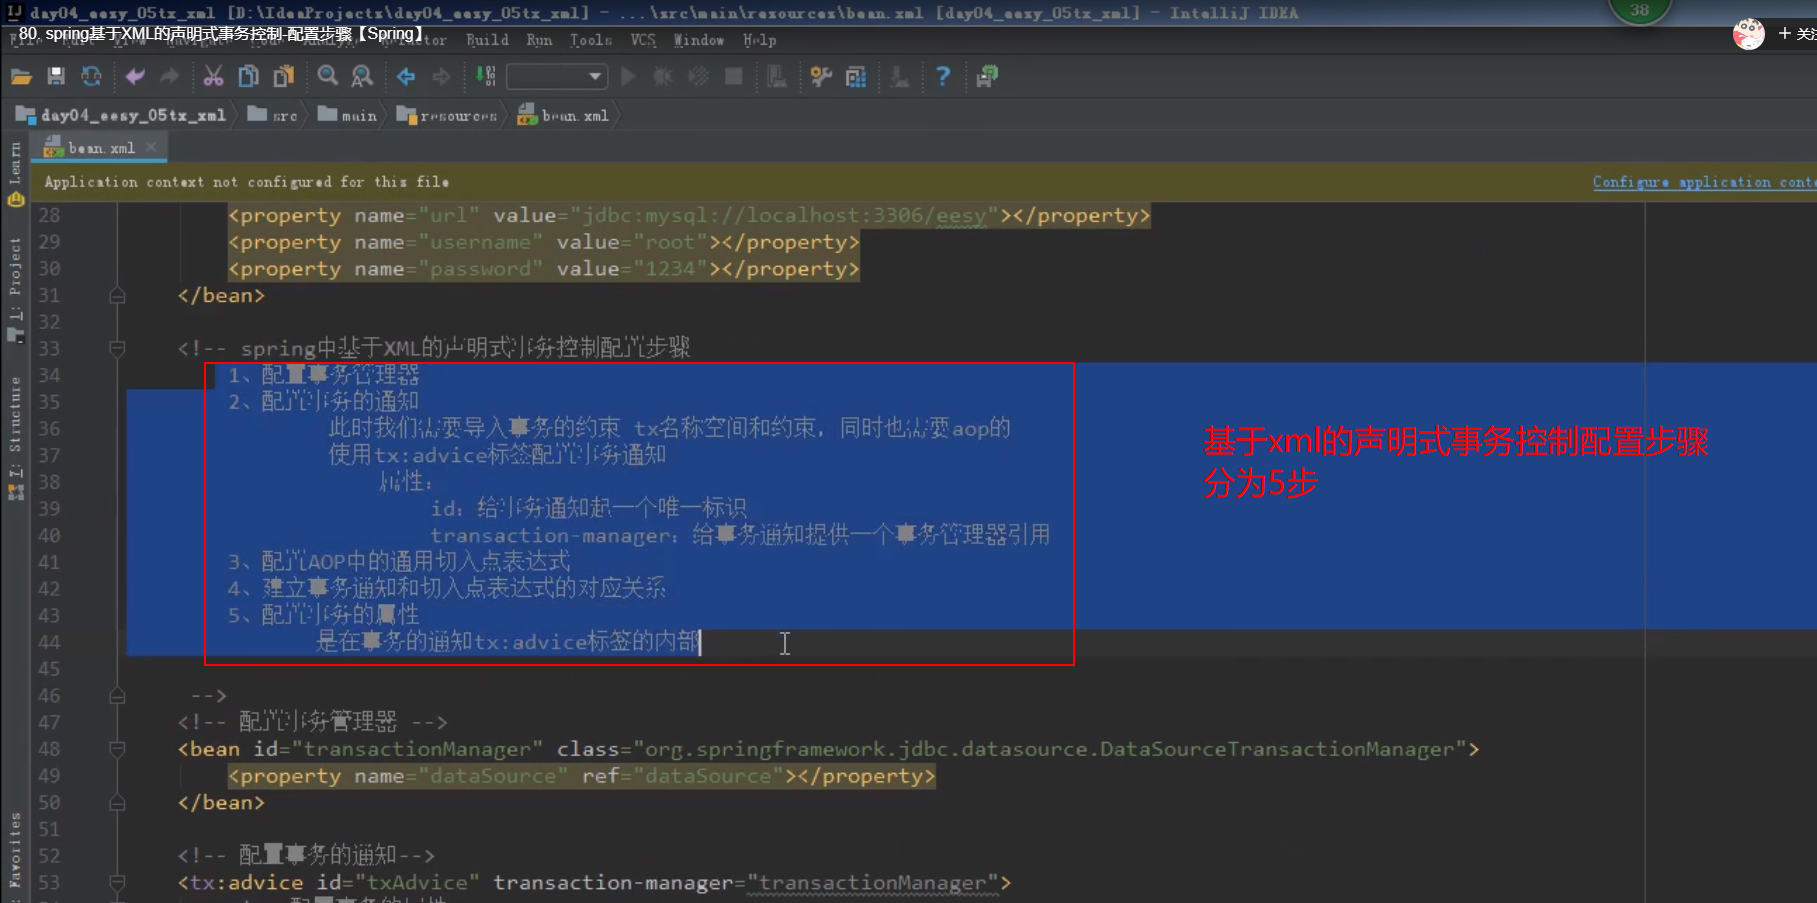 day04_eesy_05tx_xml [D:\IdeaProjects\day04_eesy_05tx_xml] - ...\src\main\resources\bean.xml [day04_eesy_05tx_xml] - IntelliJ IDEA
38
80. spring基于XML的声明式事务控制-配置步骤【Spring】
Build Run Tools VCS Window Help
+ 关注
day04_eesy_05tx_xml src main resources bean.xml
bean.xml
Learn
Application context not configured for this file
Configure application conte
1: Project
7: Structure
Favorites
28 <property name="url" value="jdbc:mysql://localhost:3306/eesy"></property>
29 <property name="username" value="root"></property>
30 <property name="password" value="1234"></property>
31 </bean>
32
33 <!-- spring中基于XML的声明式事务控制配置步骤
34 1、配置事务管理器
35 2、配置事务的通知
36 此时我们需要导入事务的约束 tx名称空间和约束，同时也需要aop的
37 使用tx:advice标签配置事务通知
38 属性：
39 id：给事务通知起一个唯一标识
40 transaction-manager：给事务通知提供一个事务管理器引用
41 3、配置AOP中的通用切入点表达式
42 4、建立事务通知和切入点表达式的对应关系
43 5、配置事务的属性
44 是在事务的通知tx:advice标签的内部
基于xml的声明式事务控制配置步骤
分为5步
45
46 -->
47 <!-- 配置事务管理器 -->
48 <bean id="transactionManager" class="org.springframework.jdbc.datasource.DataSourceTransactionManager">
49 <property name="dataSource" ref="dataSource"></property>
50 </bean>
51
52 <!-- 配置事务的通知-->
53 <tx:advice id="txAdvice" transaction-manager="transactionManager">